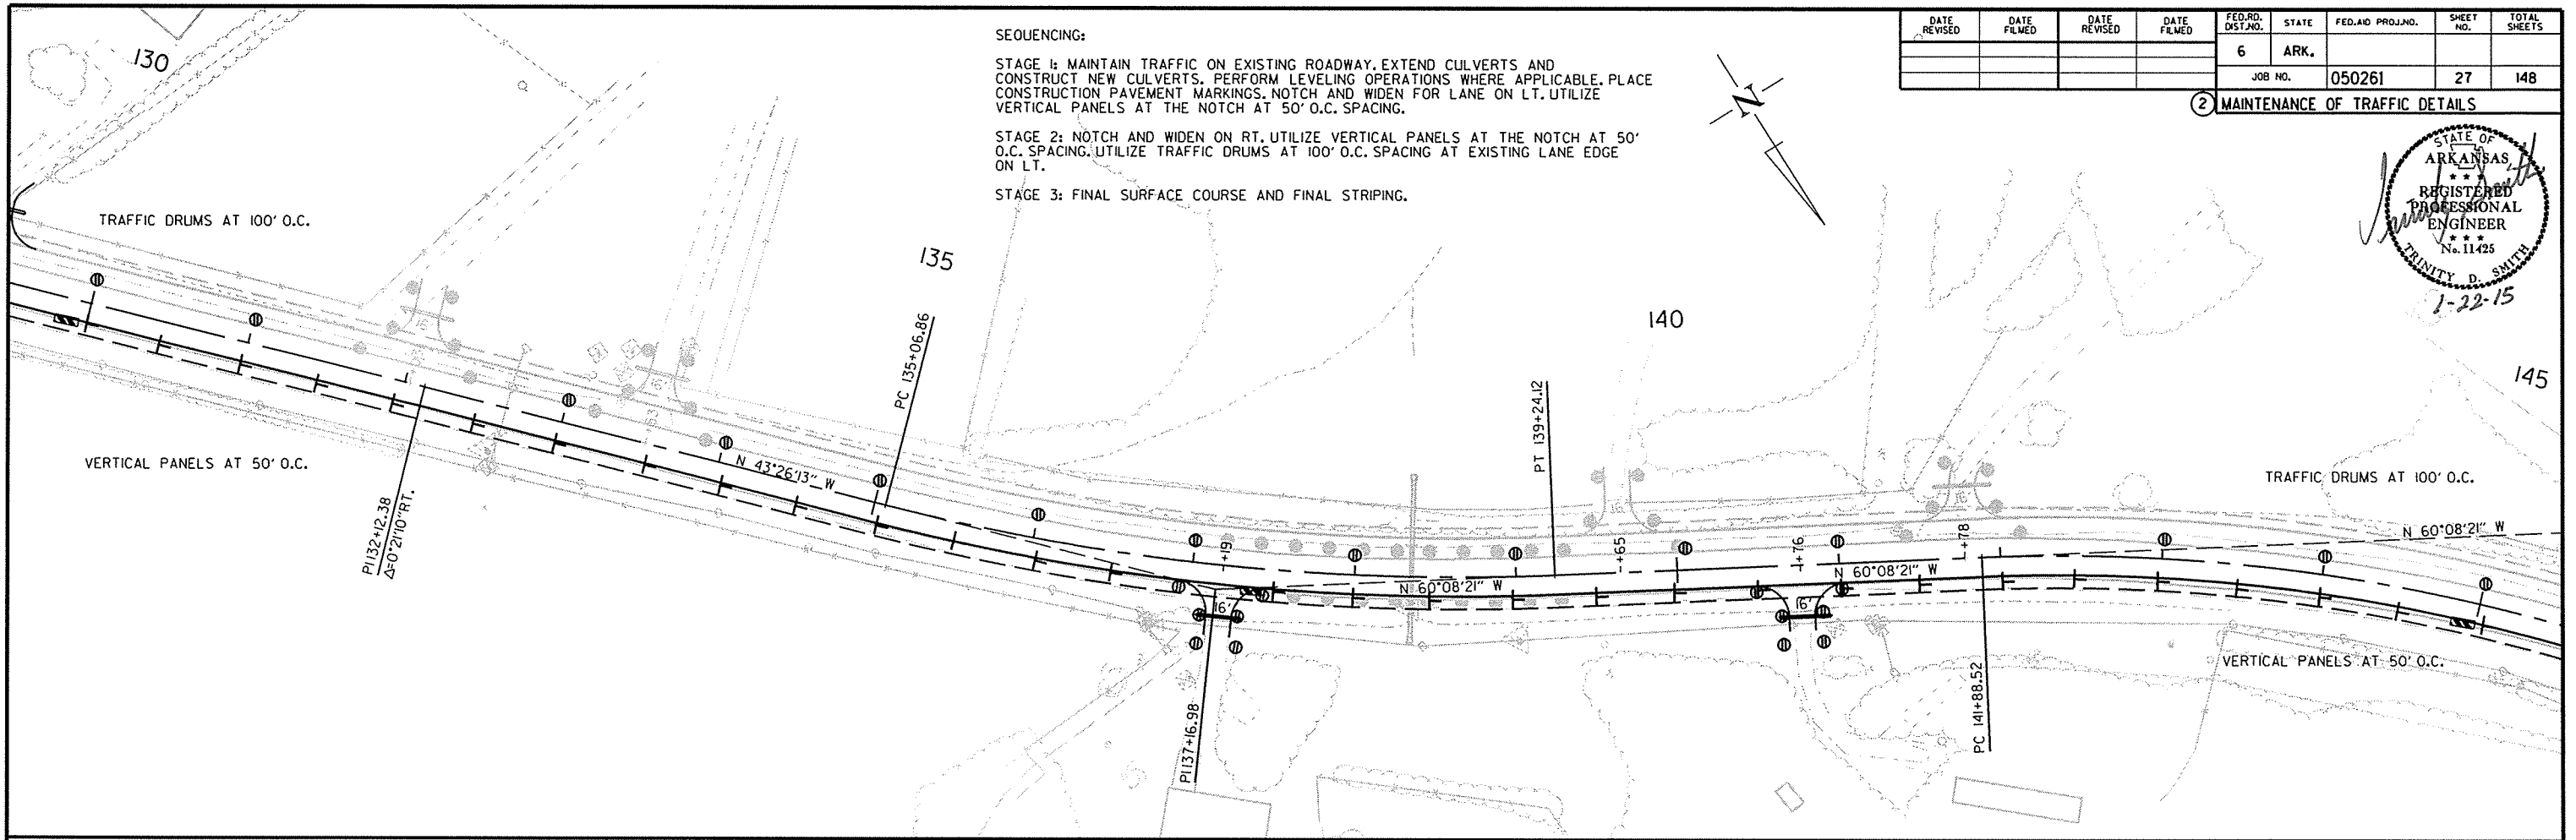 SEQUENCING:
STAGE 1: MAINTAIN TRAFFIC ON EXISTING ROADWAY. EXTEND CULVERTS AND
CONSTRUCT NEW CULVERTS. PERFORM LEVELING OPERATIONS WHERE APPLICABLE. PLACE
CONSTRUCTION PAVEMENT MARKINGS. NOTCH AND WIDEN FOR LANE ON LT. UTILIZE
VERTICAL PANELS AT THE NOTCH AT 50' O.C. SPACING.
STAGE 2: NOTCH AND WIDEN ON RT. UTILIZE VERTICAL PANELS AT THE NOTCH AT 50'
O.C. SPACING. UTILIZE TRAFFIC DRUMS AT 100' O.C. SPACING AT EXISTING LANE EDGE
ON LT.
STAGE 3: FINAL SURFACE COURSE AND FINAL STRIPING.
DATE REVISED
DATE FILMED
DATE REVISED
DATE FILMED
FED.RD. DIST.NO.
STATE
FED.AID PROJ.NO.
SHEET NO.
TOTAL SHEETS
6
ARK.
JOB NO.
050261
27
148
2 MAINTENANCE OF TRAFFIC DETAILS
STATE OF
ARKANSAS
★ ★ ★
REGISTERED
PROFESSIONAL
ENGINEER
★ ★ ★
No. 11425
TRINITY D. SMITH
1-22-15
N
130
135
140
145
TRAFFIC DRUMS AT 100' O.C.
VERTICAL PANELS AT 50' O.C.
PI 132+12.38
Δ=0°21'10" RT.
N 43°26'13" W
PC 135+06.86
16'
16'
+19
16'
PI 137+16.98
PT 139+24.12
N 60°08'21" W
+65
16'
+76
16'
N 60°08'21" W
+78
16'
PC 141+88.52
TRAFFIC DRUMS AT 100' O.C.
N 60°08'21" W
VERTICAL PANELS AT 50' O.C.